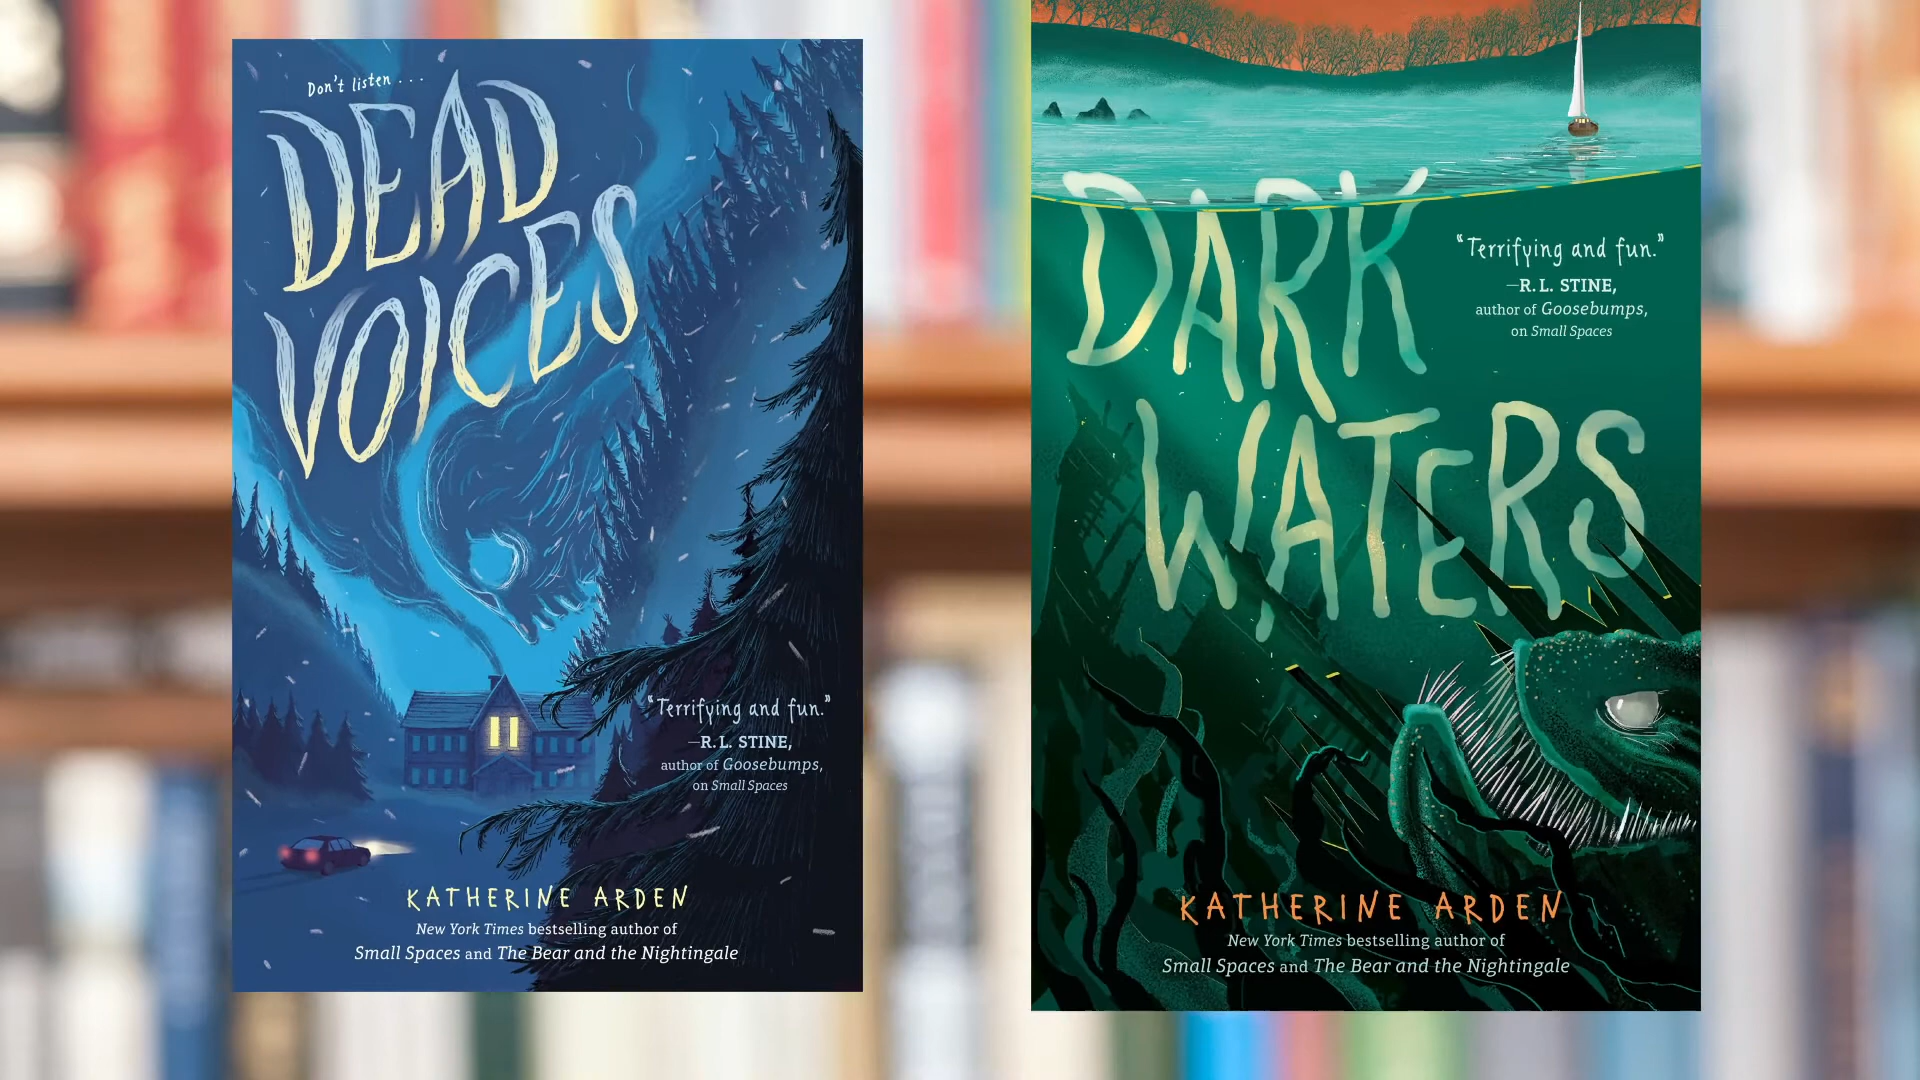 Don't listen . . .
DEAD
VOICES
"Terrifying and fun."
—R.L. STINE,
author of Goosebumps,
on Small Spaces
KATHERINE ARDEN
New York Times bestselling author of
Small Spaces and The Bear and the Nightingale
DARK
WATERS
"Terrifying and fun."
—R.L. STINE,
author of Goosebumps,
on Small Spaces
KATHERINE ARDEN
New York Times bestselling author of
Small Spaces and The Bear and the Nightingale